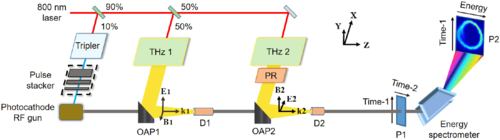 800 nm
laser
90%
10%
50%
50%
Tripler
Pulse
stacker
Photocathode
RF gun
THz 1
THz 2
PR
E1
k1
B1
D1
OAP1
B2
E2
k2
D2
OAP2
Y
X
Z
Time-1
Time-2
P1
Energy
spectrometer
Energy
Time-1
P2